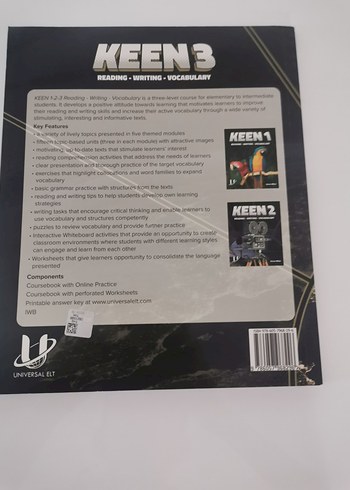 KEEN 3
READING - WRITING - VOCABULARY
KEEN 1-2-3 Reading - Writing - Vocabulary is a three-level course for elementary to intermediate
students. It develops a positive attitude towards learning that motivates learners to improve
their reading and writing skills and increase their active vocabulary through a wide variety of
stimulating, interesting and informative texts.
Key Features
• a variety of lively topics presented in five themed modules
• fifteen topic-based units (three in each module) with attractive images
• motivating, up-to-date texts that stimulate learners' interest
• reading comprehension activities that address the needs of learners
• clear presentation and thorough practice of the target vocabulary
• exercises that highlight collocations and word families to expand
vocabulary
• basic grammar practice with structures from the texts
• reading and writing tips to help students develop own learning
strategies
• writing tasks that encourage critical thinking and enable learners to
use vocabulary and structures competently
• puzzles to review vocabulary and provide further practice
• Interactive Whiteboard activities that provide an opportunity to create
classroom environments where students with different learning styles
can engage and learn from each other
• Worksheets that give learners opportunity to consolidate the language
presented
Components
Coursebook with Online Practice
Coursebook with perforated Worksheets
Printable answer key at www.universalelt.com
IWB
KEEN 1
KEEN 2
UNIVERSAL ELT